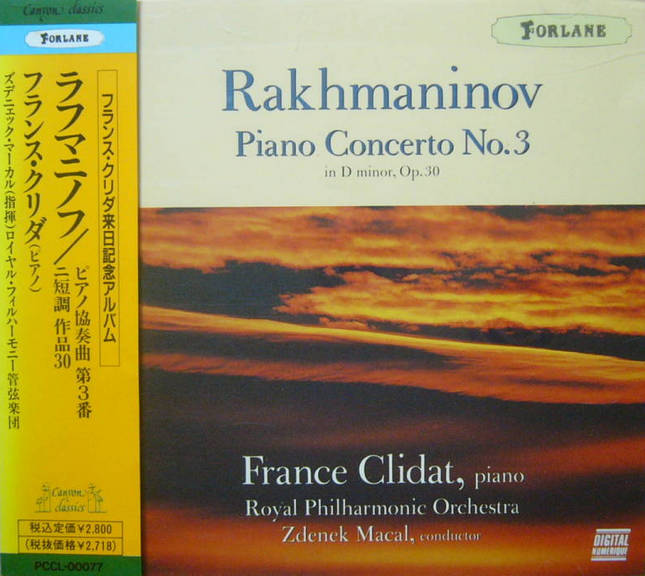 Canyon classics
FORLANE
フランス・クリダ来日記念アルバム
ラフマニノフ/ピアノ協奏曲 第3番
ニ短調 作品30
フランス・クリダ(ピアノ)
ズデニェック・マーカル(指揮)ロイヤル・フィルハーモニー管弦楽団
Canyon
classics
税込定価¥2,800
(税抜価格¥2,718)
PCCL-00077
FORLANE
Rakhmaninov
Piano Concerto No.3
in D minor, Op.30
France Clidat, piano
Royal Philharmonic Orchestra
Zdenek Macal, conductor
DIGITAL
NUMERIQUE